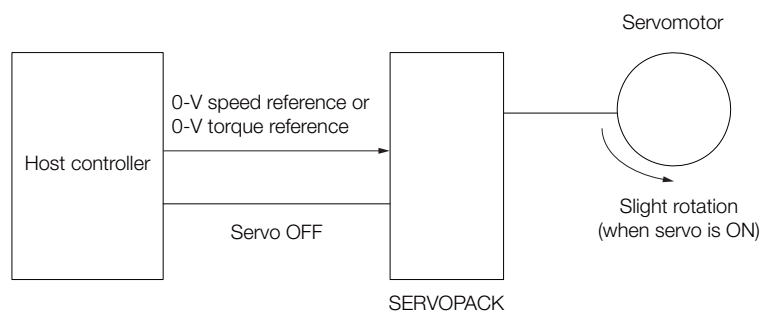 Servomotor
0-V speed reference or
0-V torque reference
Host controller
Servo OFF
Slight rotation
(when servo is ON)
SERVOPACK